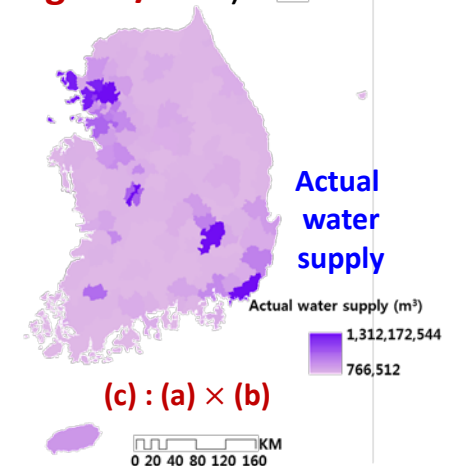 Actual
water
supply
Actual water supply (m³)
1,312,172,544
766,512
(c) : (a) × (b)
KM
0 20 40 80 120 160